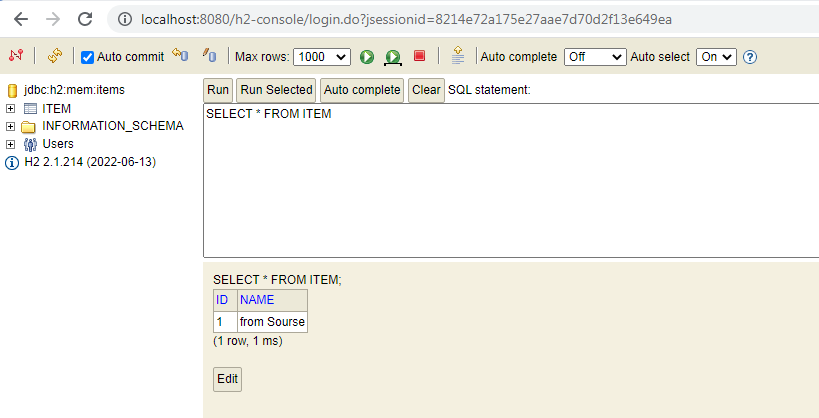 localhost:8080/h2-console/login.do?jsessionid=8214e72a175e27aae7d70d2f13e649ea
Auto commit Max rows: 1000 Auto complete Off Auto select On ?
jdbc:h2:mem:items
ITEM
INFORMATION_SCHEMA
Users
H2 2.1.214 (2022-06-13)
Run Run Selected Auto complete Clear SQL statement:
SELECT * FROM ITEM
SELECT * FROM ITEM;
ID NAME
1 from Sourse
(1 row, 1 ms)
Edit